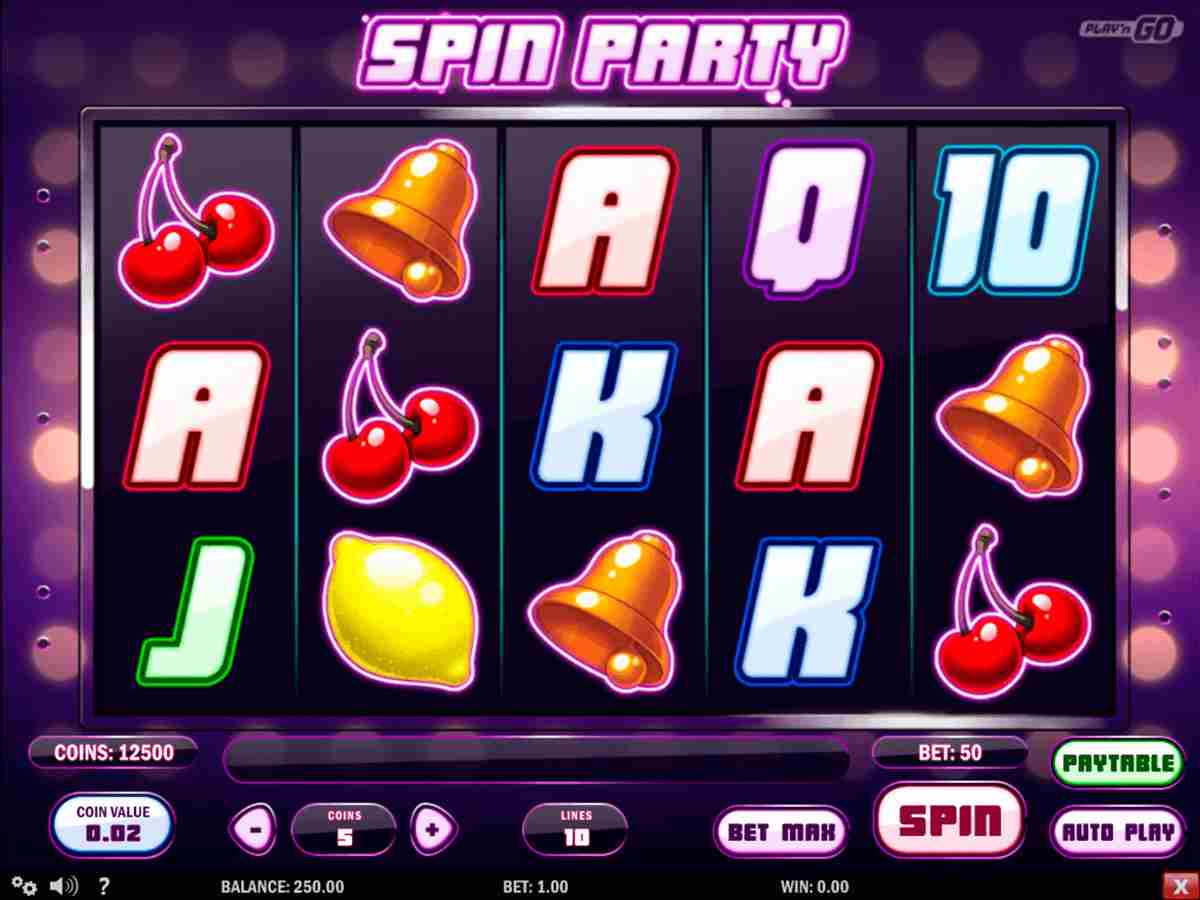 SPIN PARTY
PLAY'n GO
A Q 10
A K A
J K
COINS: 12500
BET: 50
PAYTABLE
COIN VALUE
0.02
-
COINS
5
+
LINES
10
BET MAX
SPIN
AUTO PLAY
?
BALANCE: 250.00
BET: 1.00
WIN: 0.00
X